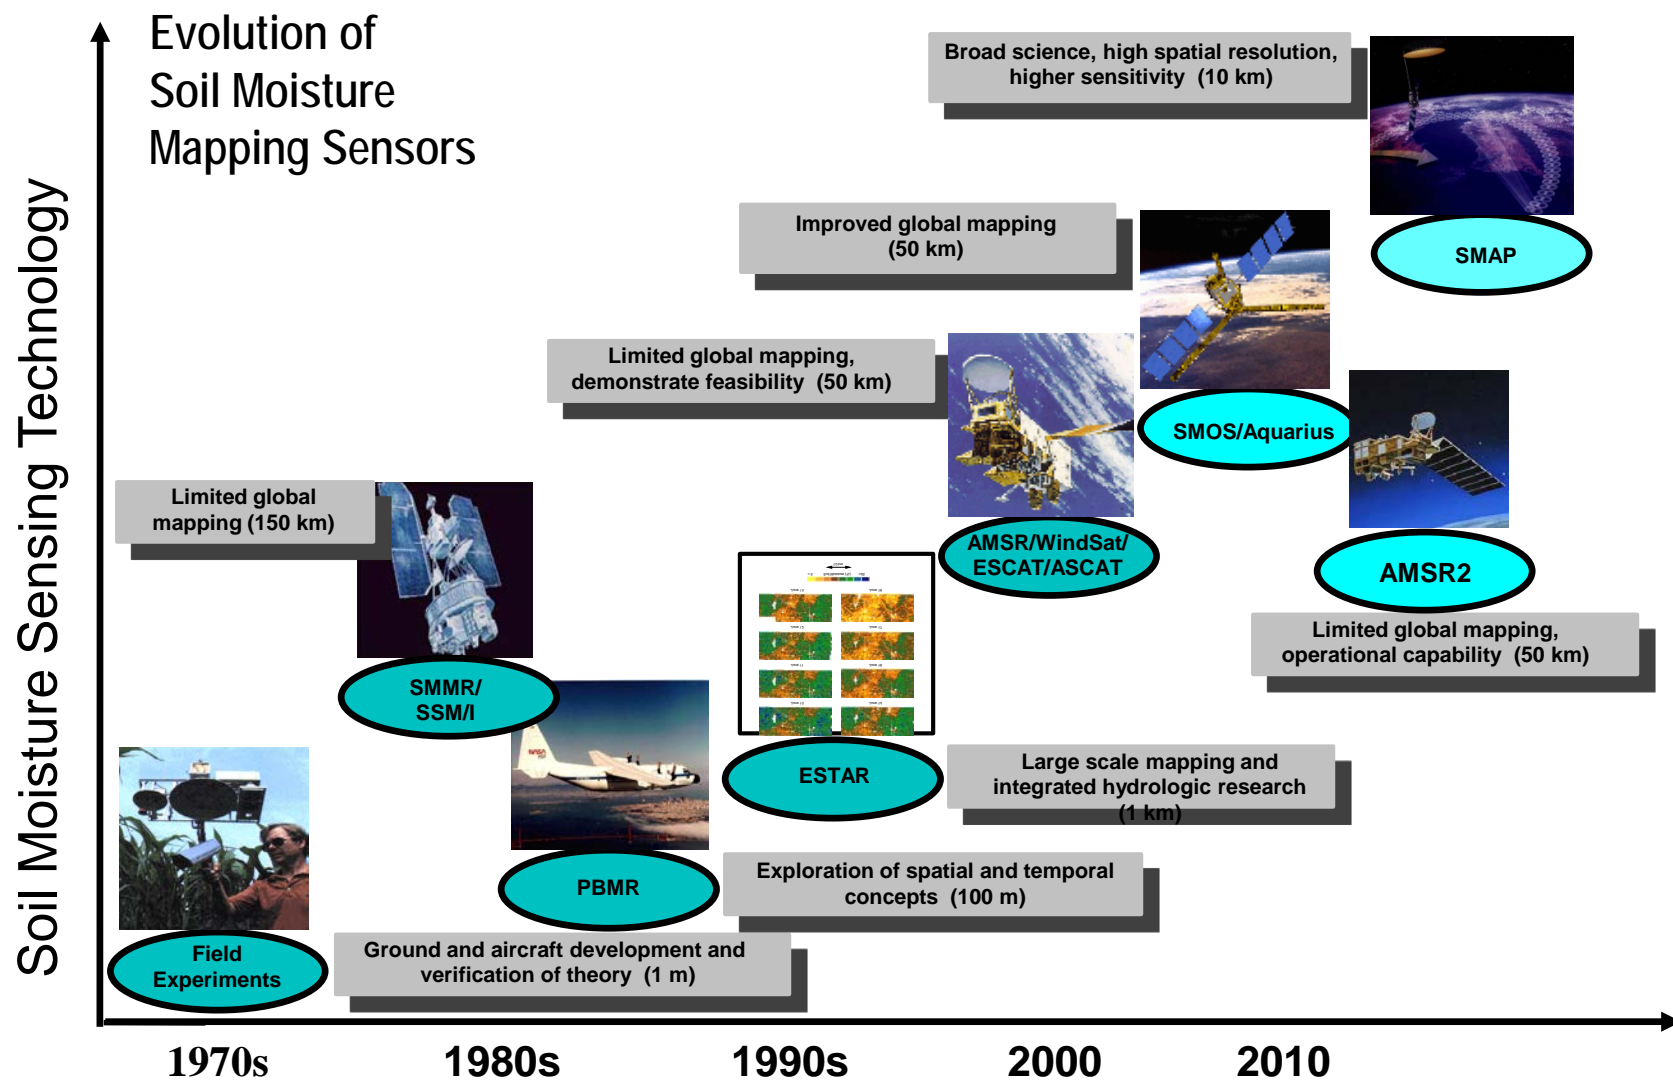 Evolution of
Soil Moisture
Mapping Sensors
Soil Moisture Sensing Technology
Broad science, high spatial resolution,
higher sensitivity (10 km)
SMAP
Improved global mapping
(50 km)
SMOS/Aquarius
Limited global mapping,
demonstrate feasibility (50 km)
AMSR/WindSat/
ESCAT/ASCAT
AMSR2
Limited global mapping,
operational capability (50 km)
Limited global
mapping (150 km)
SMMR/
SSM/I
NASA
ESTAR
Large scale mapping and
integrated hydrologic research
(1 km)
PBMR
Exploration of spatial and temporal
concepts (100 m)
Field
Experiments
Ground and aircraft development and
verification of theory (1 m)
1970s
1980s
1990s
2000
2010